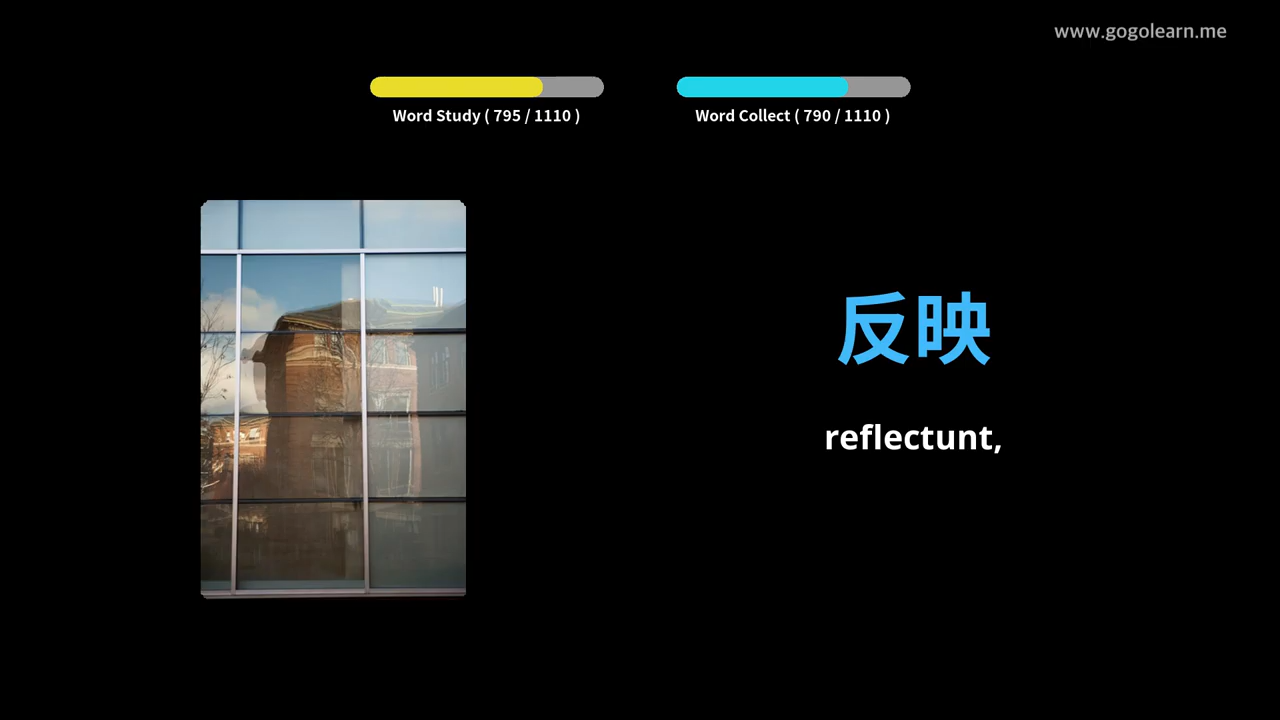 www.gogolearn.me
Word Study ( 795 / 1110 )
Word Collect ( 790 / 1110 )
反映
reflectunt,